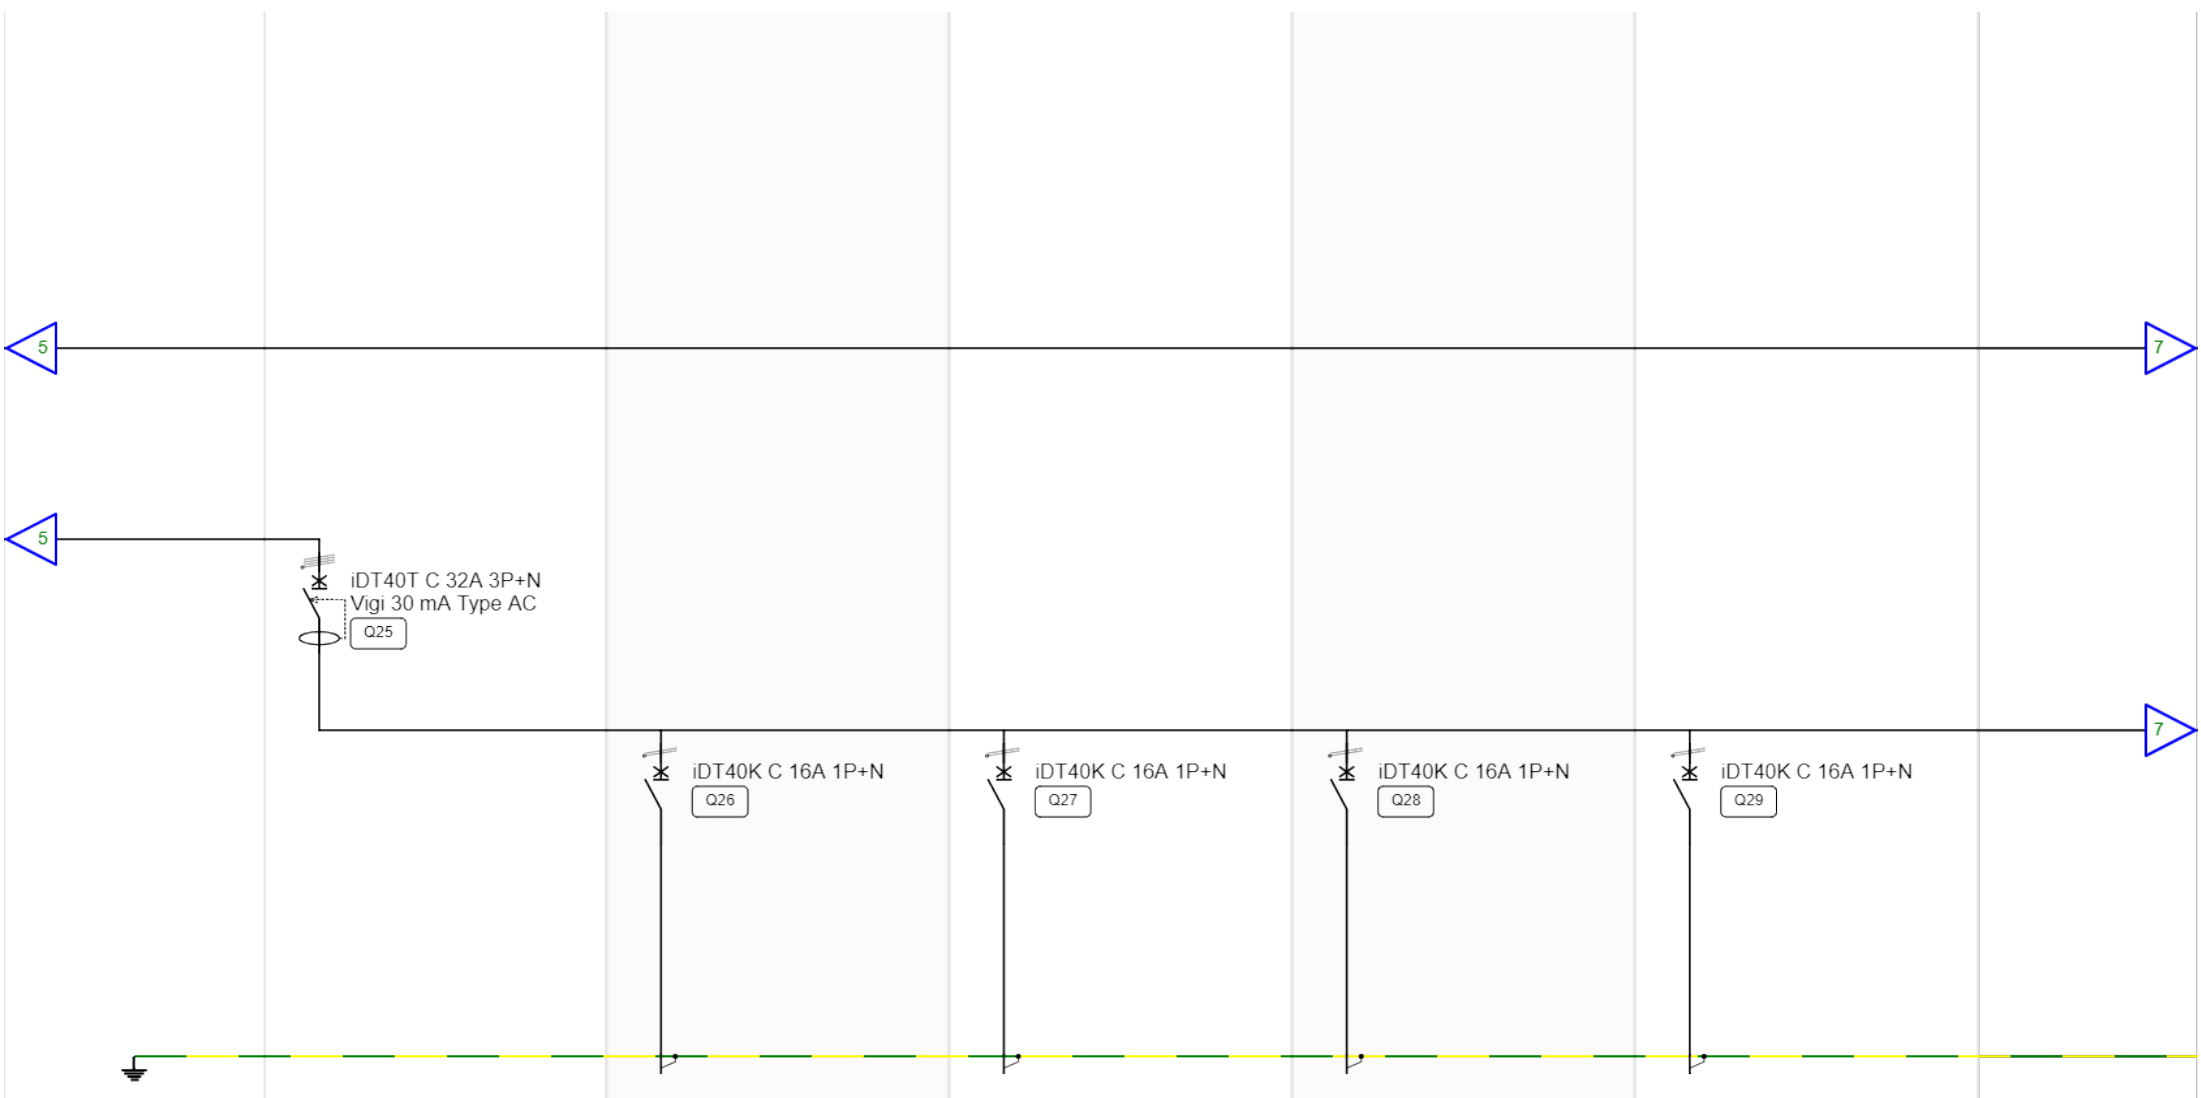 5
7
5
iDT40T C 32A 3P+N
Vigi 30 mA Type AC
Q25
7
iDT40K C 16A 1P+N
Q26
iDT40K C 16A 1P+N
Q27
iDT40K C 16A 1P+N
Q28
iDT40K C 16A 1P+N
Q29